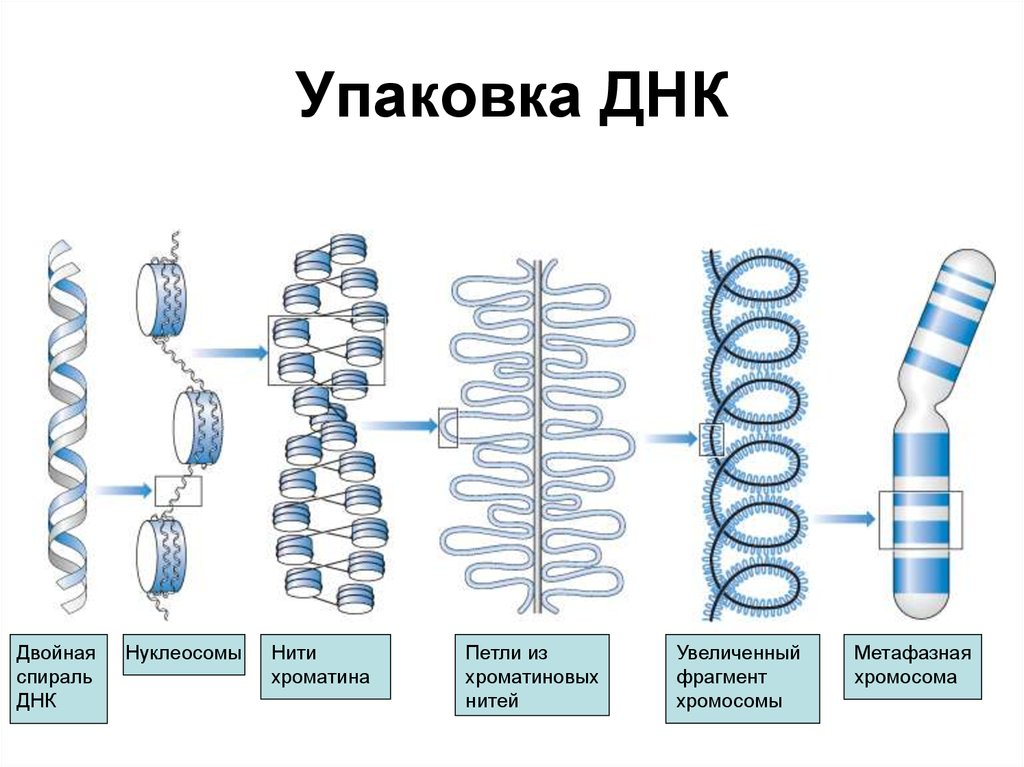 Упаковка ДНК
Двойная
спираль
ДНК
Нуклеосомы
Нити
хроматина
Петли из
хроматиновых
нитей
Увеличенный
фрагмент
хромосомы
Метафазная
хромосома